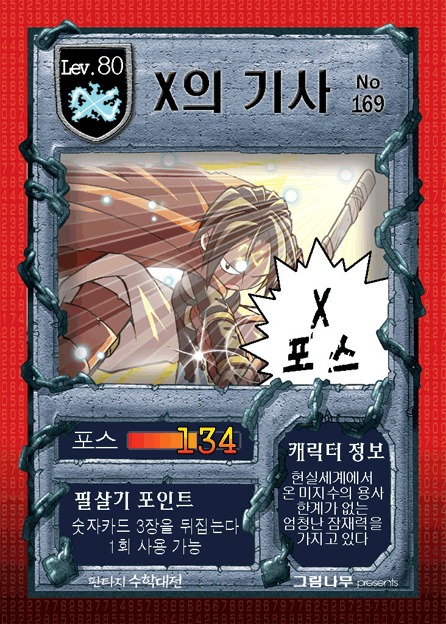 Lev. 80
X의 기사
No
169
X
포스
포스 134
필살기 포인트
숫자카드 3장을 뒤집는다
1회 사용 가능
캐릭터 정보
현실세계에서
온 미지수의 용사
한계가 없는
엄청난 잠재력을
가지고 있다
판타지 수학대전
그림나무 presents